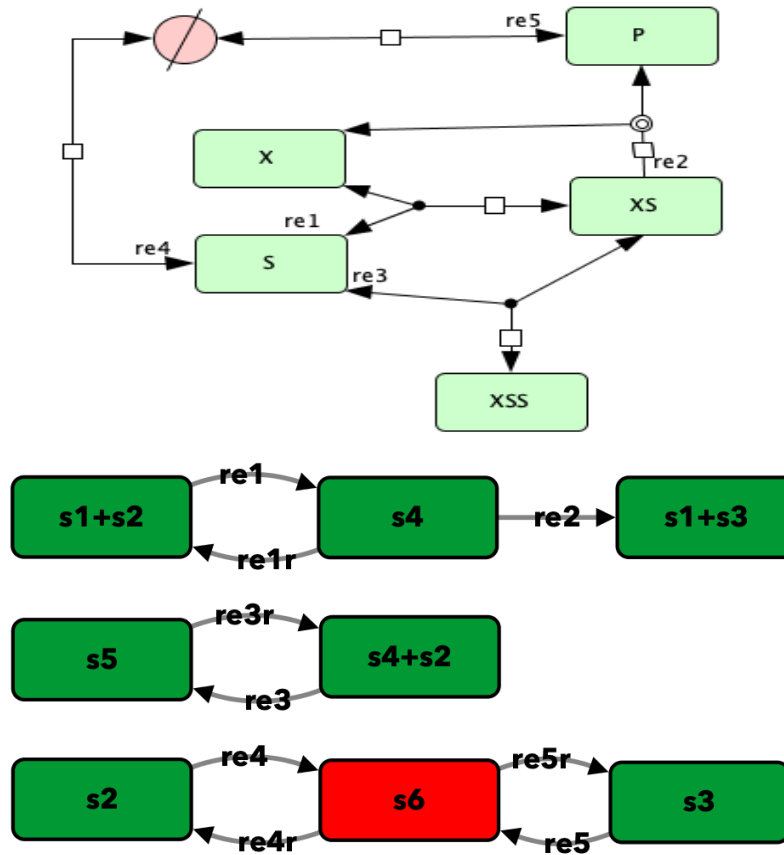 re5
P
X
re2
re1
XS
re4
S
re3
XSS
s1+s2
re1
re1r
s4
re2
s1+s3
s5
re3r
re3
s4+s2
s2
re4
re4r
s6
re5r
re5
s3